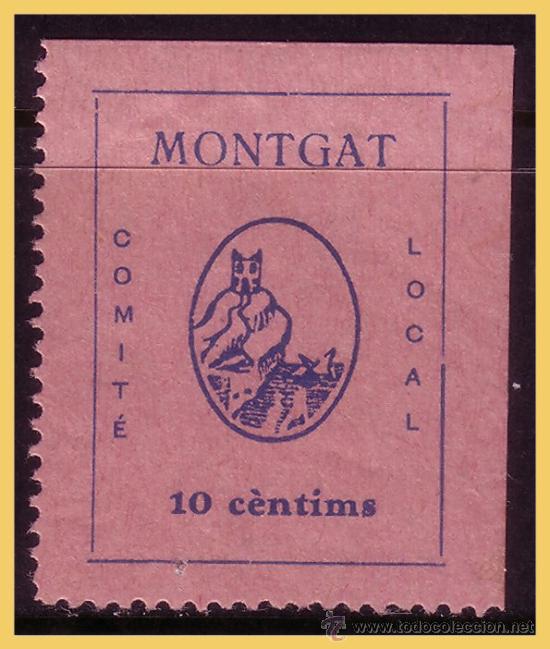 MONTGAT
COMITÉ
LOCAL
10 cèntims
© www.todocoleccion.net